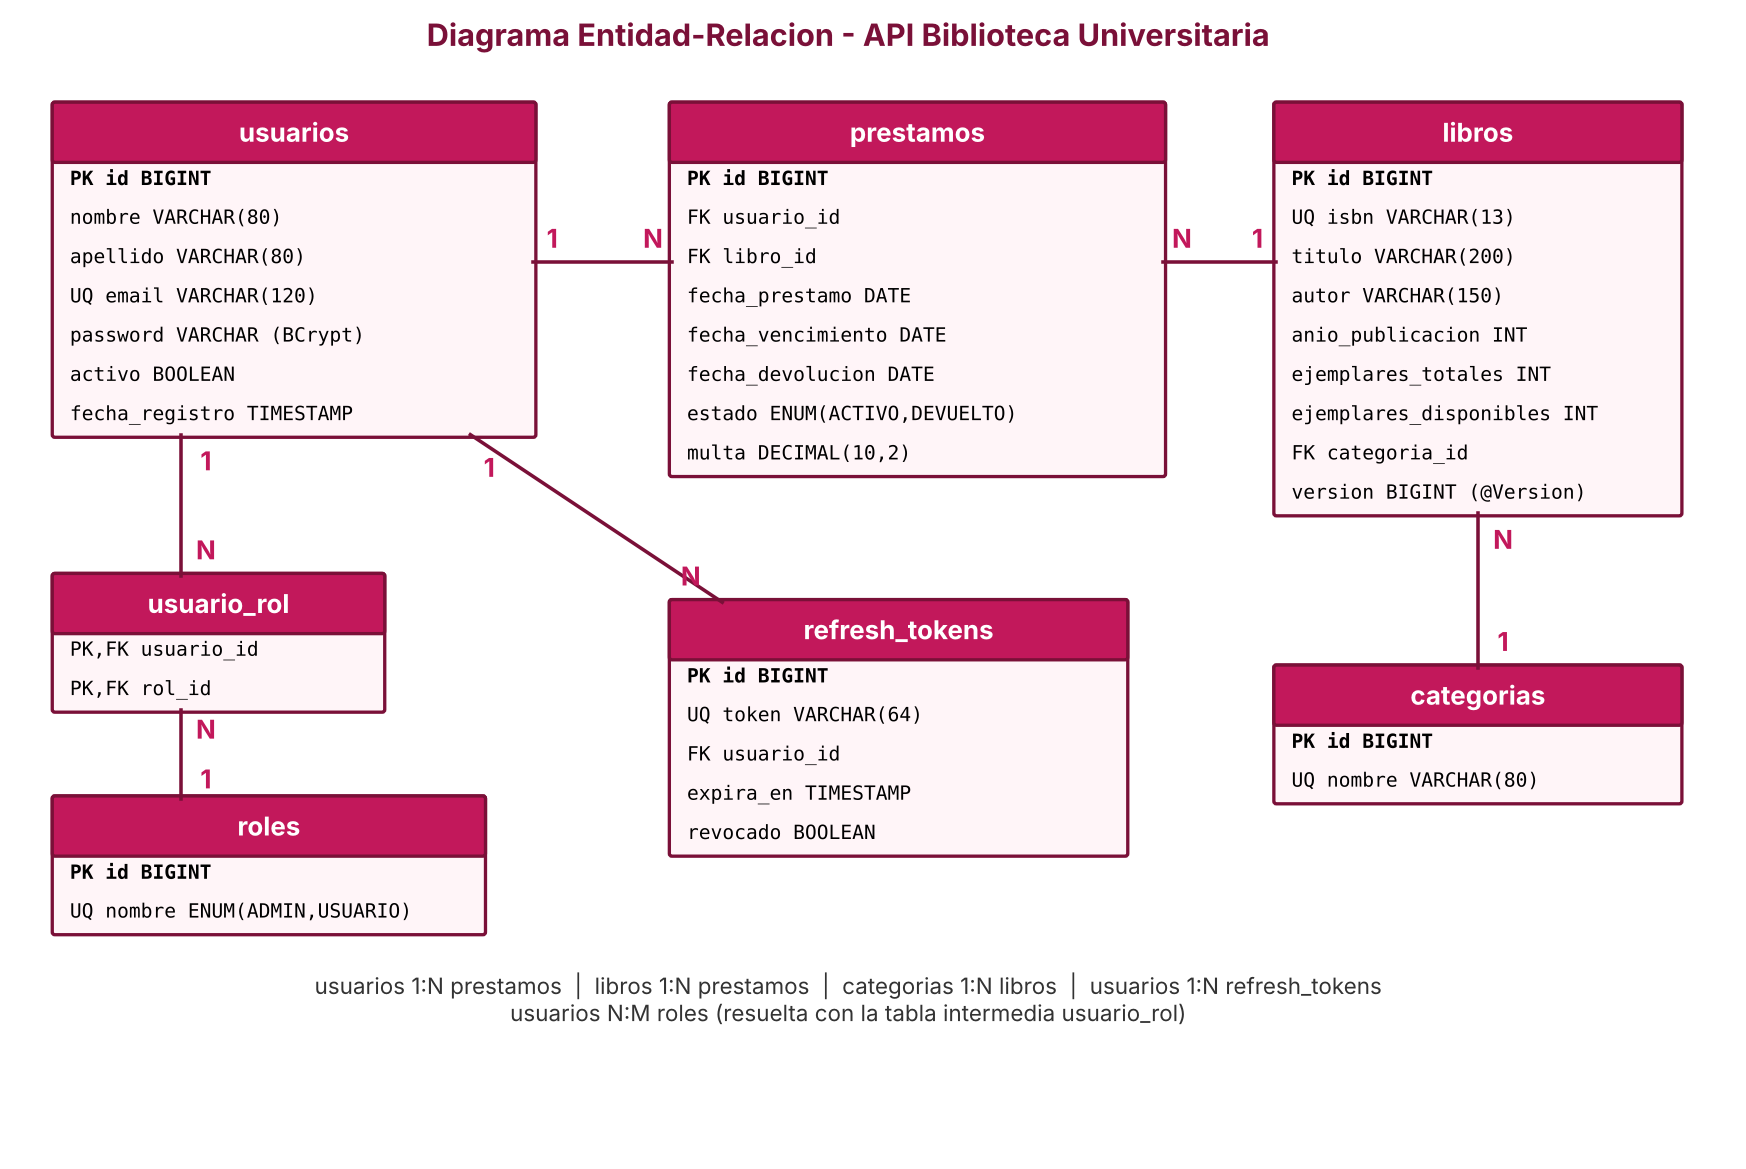 Diagrama Entidad-Relacion - API Biblioteca Universitaria
usuarios
PK id BIGINT
nombre VARCHAR(80)
apellido VARCHAR(80)
UQ email VARCHAR(120)
password VARCHAR (BCrypt)
activo BOOLEAN
fecha_registro TIMESTAMP
1
N
prestamos
PK id BIGINT
FK usuario_id
FK libro_id
fecha_prestamo DATE
fecha_vencimiento DATE
fecha_devolucion DATE
estado ENUM(ACTIVO,DEVUELTO)
multa DECIMAL(10,2)
N
1
libros
PK id BIGINT
UQ isbn VARCHAR(13)
titulo VARCHAR(200)
autor VARCHAR(150)
anio_publicacion INT
ejemplares_totales INT
ejemplares_disponibles INT
FK categoria_id
version BIGINT (@Version)
1
N
usuario_rol
PK,FK usuario_id
PK,FK rol_id
N
1
roles
PK id BIGINT
UQ nombre ENUM(ADMIN,USUARIO)
1
N
refresh_tokens
PK id BIGINT
UQ token VARCHAR(64)
FK usuario_id
expira_en TIMESTAMP
revocado BOOLEAN
N
1
categorias
PK id BIGINT
UQ nombre VARCHAR(80)
usuarios 1:N prestamos | libros 1:N prestamos | categorias 1:N libros | usuarios 1:N refresh_tokens
usuarios N:M roles (resuelta con la tabla intermedia usuario_rol)